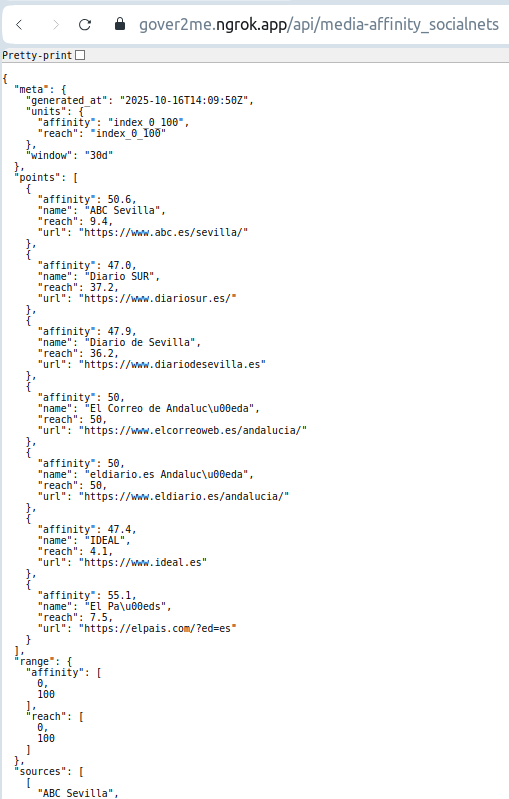 gover2me.ngrok.app/api/media-affinity_socialnets
Pretty-print
{
  "meta": {
    "generated_at": "2025-10-16T14:09:50Z",
    "units": {
      "affinity": "index_0_100",
      "reach": "index_0_100"
    },
    "window": "30d"
  },
  "points": [
    {
      "affinity": 50.6,
      "name": "ABC Sevilla",
      "reach": 9.4,
      "url": "https://www.abc.es/sevilla/"
    },
    {
      "affinity": 47.0,
      "name": "Diario SUR",
      "reach": 37.2,
      "url": "https://www.diariosur.es/"
    },
    {
      "affinity": 47.9,
      "name": "Diario de Sevilla",
      "reach": 36.2,
      "url": "https://www.diariodesevilla.es"
    },
    {
      "affinity": 50,
      "name": "El Correo de Andaluc\u00eda",
      "reach": 50,
      "url": "https://www.elcorreoweb.es/andalucia/"
    },
    {
      "affinity": 50,
      "name": "eldiario.es Andaluc\u00eda",
      "reach": 50,
      "url": "https://www.eldiario.es/andalucia/"
    },
    {
      "affinity": 47.4,
      "name": "IDEAL",
      "reach": 4.1,
      "url": "https://www.ideal.es"
    },
    {
      "affinity": 55.1,
      "name": "El Pa\u00eds",
      "reach": 7.5,
      "url": "https://elpais.com/?ed=es"
    }
  ],
  "range": {
    "affinity": [
      0,
      100
    ],
    "reach": [
      0,
      100
    ]
  },
  "sources": [
    [
      "ABC Sevilla",